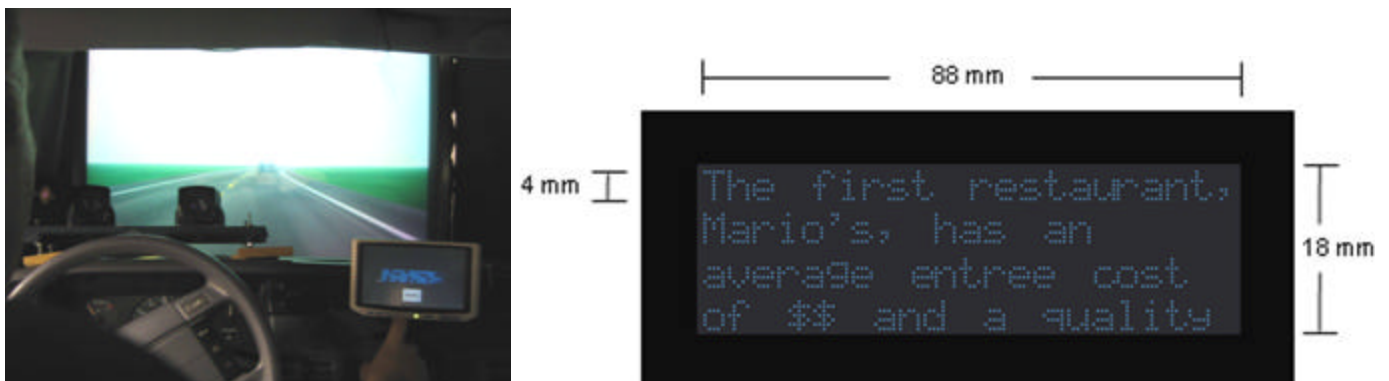 88 mm
4 mm
The first restaurant,
Mario's, has an
average entree cost
of $$ and a quality
18 mm